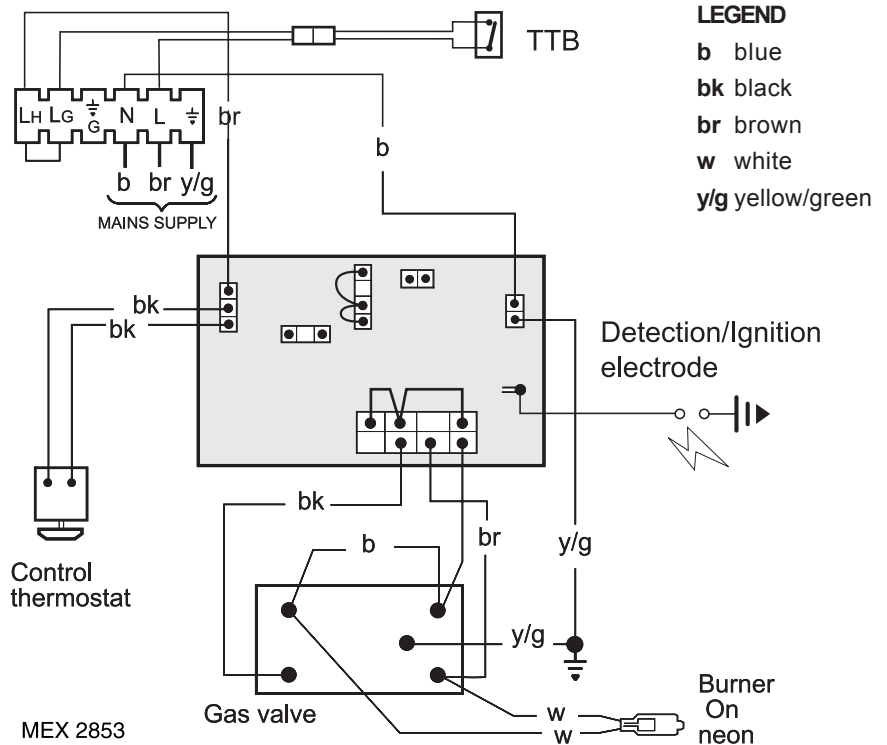 TTB
LEGEND
b blue
bk black
br brown
w white
y/g yellow/green
LH LG G N L
br
b
b br y/g
MAINS SUPPLY
bk
bk
Detection/Ignition
electrode
bk
br
b
y/g
Control
thermostat
y/g
Gas valve
w
w
Burner
On
neon
MEX 2853